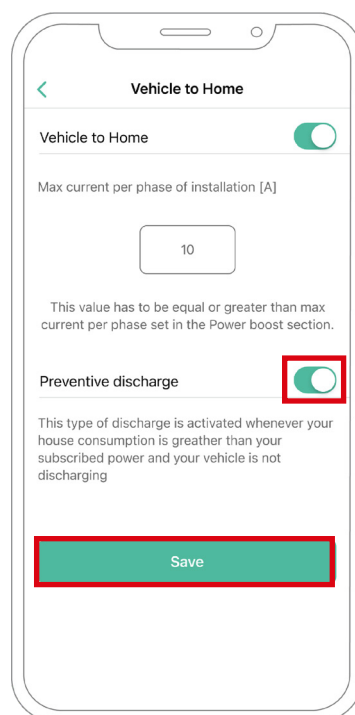 Vehicle to Home
Vehicle to Home
Max current per phase of installation [A]
10
This value has to be equal or greater than max
current per phase set in the Power boost section.
Preventive discharge
This type of discharge is activated whenever your
house consumption is greather than your
subscribed power and your vehicle is not
discharging
Save